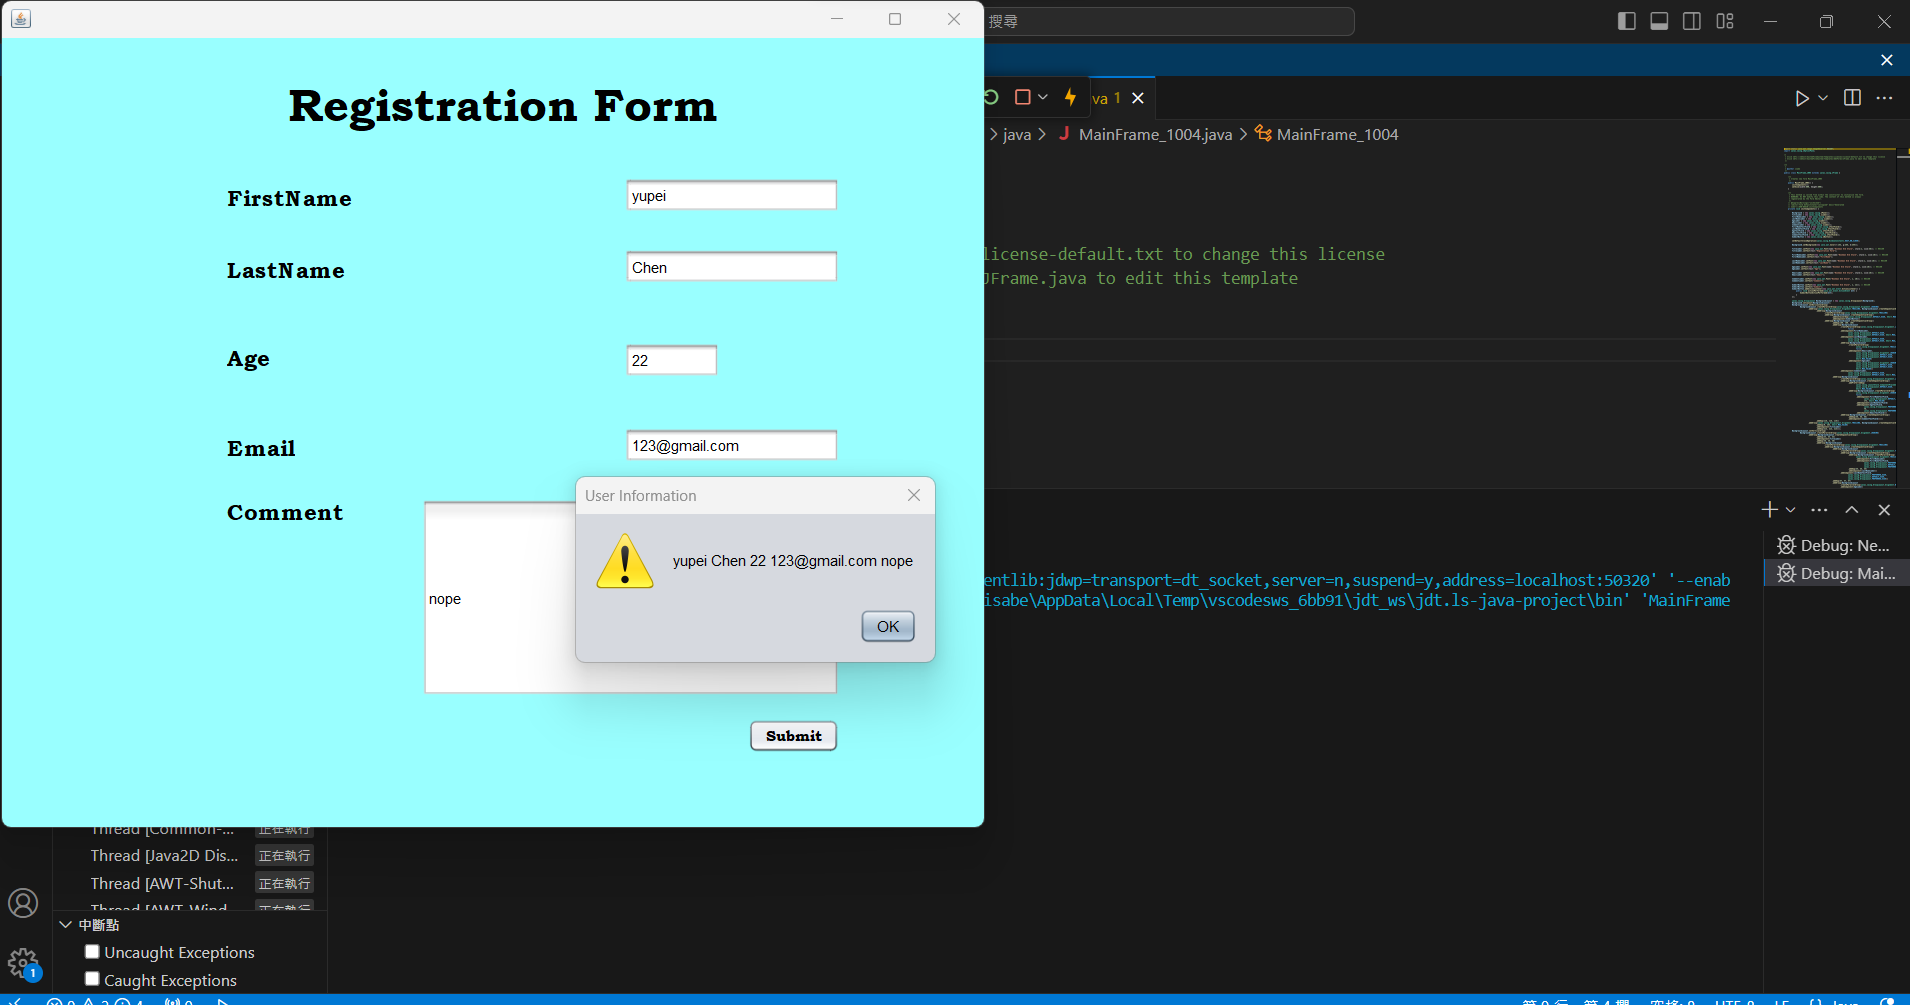 搜尋
va 1
java
J MainFrame_1004.java
MainFrame_1004
Registration Form
FirstName
yupei
LastName
Chen
Age
22
Email
123@gmail.com
Comment
nope
User Information
yupei Chen 22 123@gmail.com nope
OK
Submit
license-default.txt to change this license
JFrame.java to edit this template
Debug: Ne...
Debug: Mai...
entlib:jdwp=transport=dt_socket,server=n,suspend=y,address=localhost:50320' '--enab
isabe\AppData\Local\Temp\vscodesws_6bb91\jdt_ws\jdt.ls-java-project\bin' 'MainFrame
Thread [Common-... 正在執行
Thread [Java2D Dis... 正在執行
Thread [AWT-Shut... 正在執行
Thread [AWT-Wind 正在執行
中斷點
Uncaught Exceptions
Caught Exceptions
1